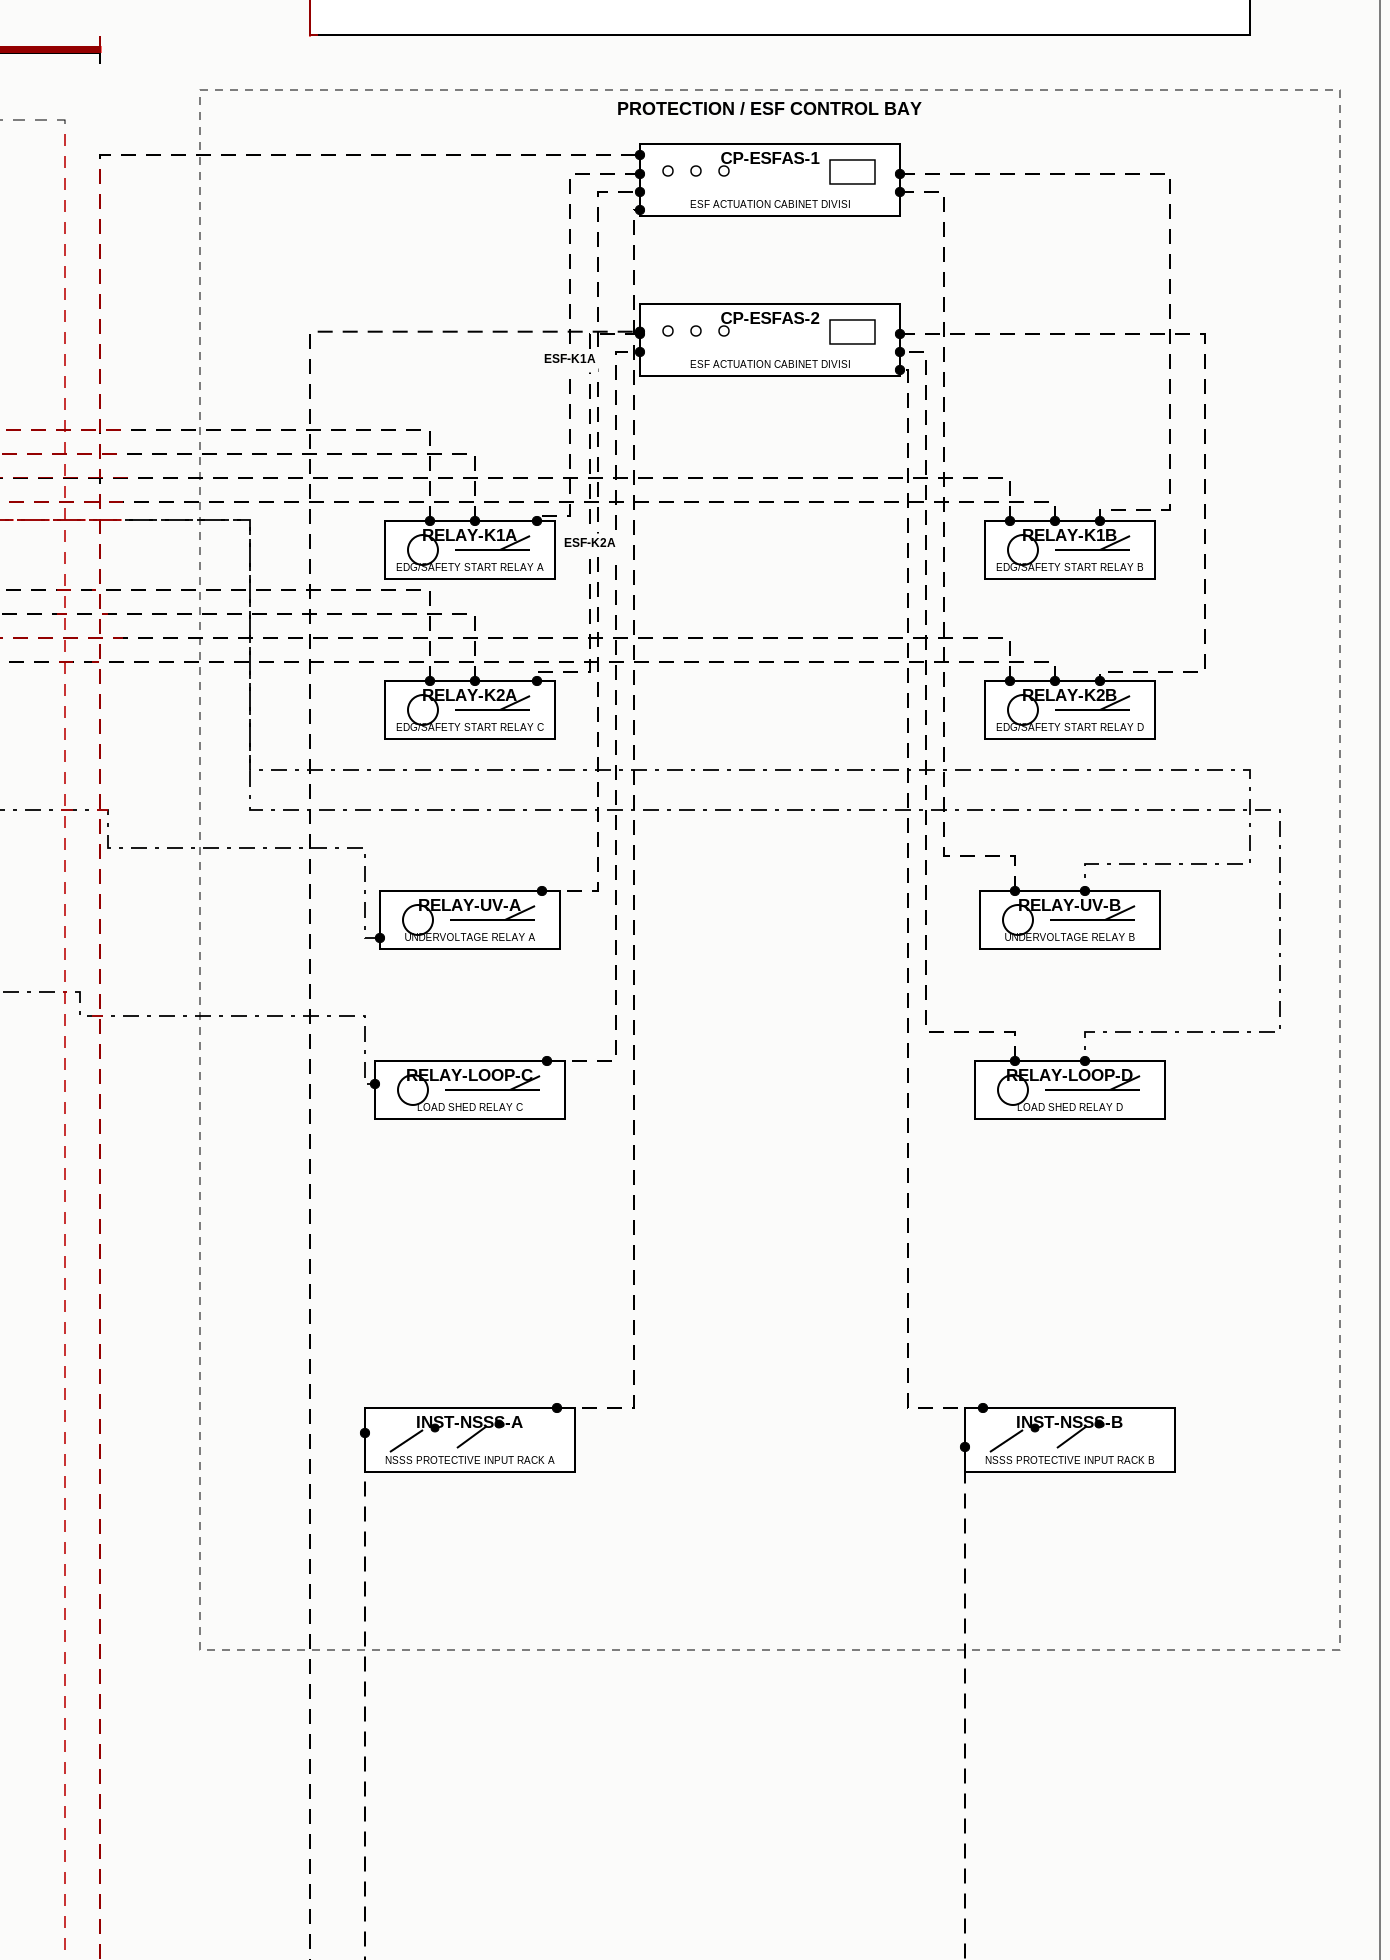 PROTECTION / ESF CONTROL BAY
CP-ESFAS-1
ESF ACTUATION CABINET DIVISI
CP-ESFAS-2
ESF ACTUATION CABINET DIVISI
ESF-K1A
RELAY-K1A
EDG/SAFETY START RELAY A
ESF-K2A
RELAY-K1B
EDG/SAFETY START RELAY B
RELAY-K2A
EDG/SAFETY START RELAY C
RELAY-K2B
EDG/SAFETY START RELAY D
RELAY-UV-A
UNDERVOLTAGE RELAY A
RELAY-UV-B
UNDERVOLTAGE RELAY B
RELAY-LOOP-C
LOAD SHED RELAY C
RELAY-LOOP-D
LOAD SHED RELAY D
INST-NSSS-A
NSSS PROTECTIVE INPUT RACK A
INST-NSSS-B
NSSS PROTECTIVE INPUT RACK B